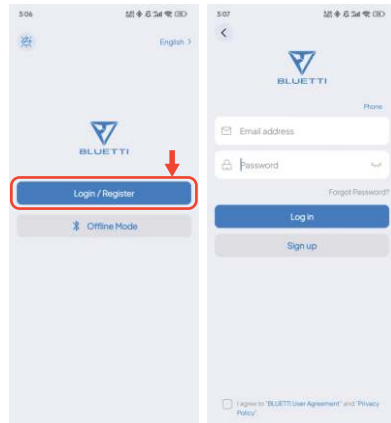 5:06
English >
BLUETTI
Login / Register
Offline Mode
5:07
BLUETTI
Phone
Email address
Password
Forgot Password?
Log in
Sign up
I agree to "BLUETTI User Agreement" and "Privacy
Policy".